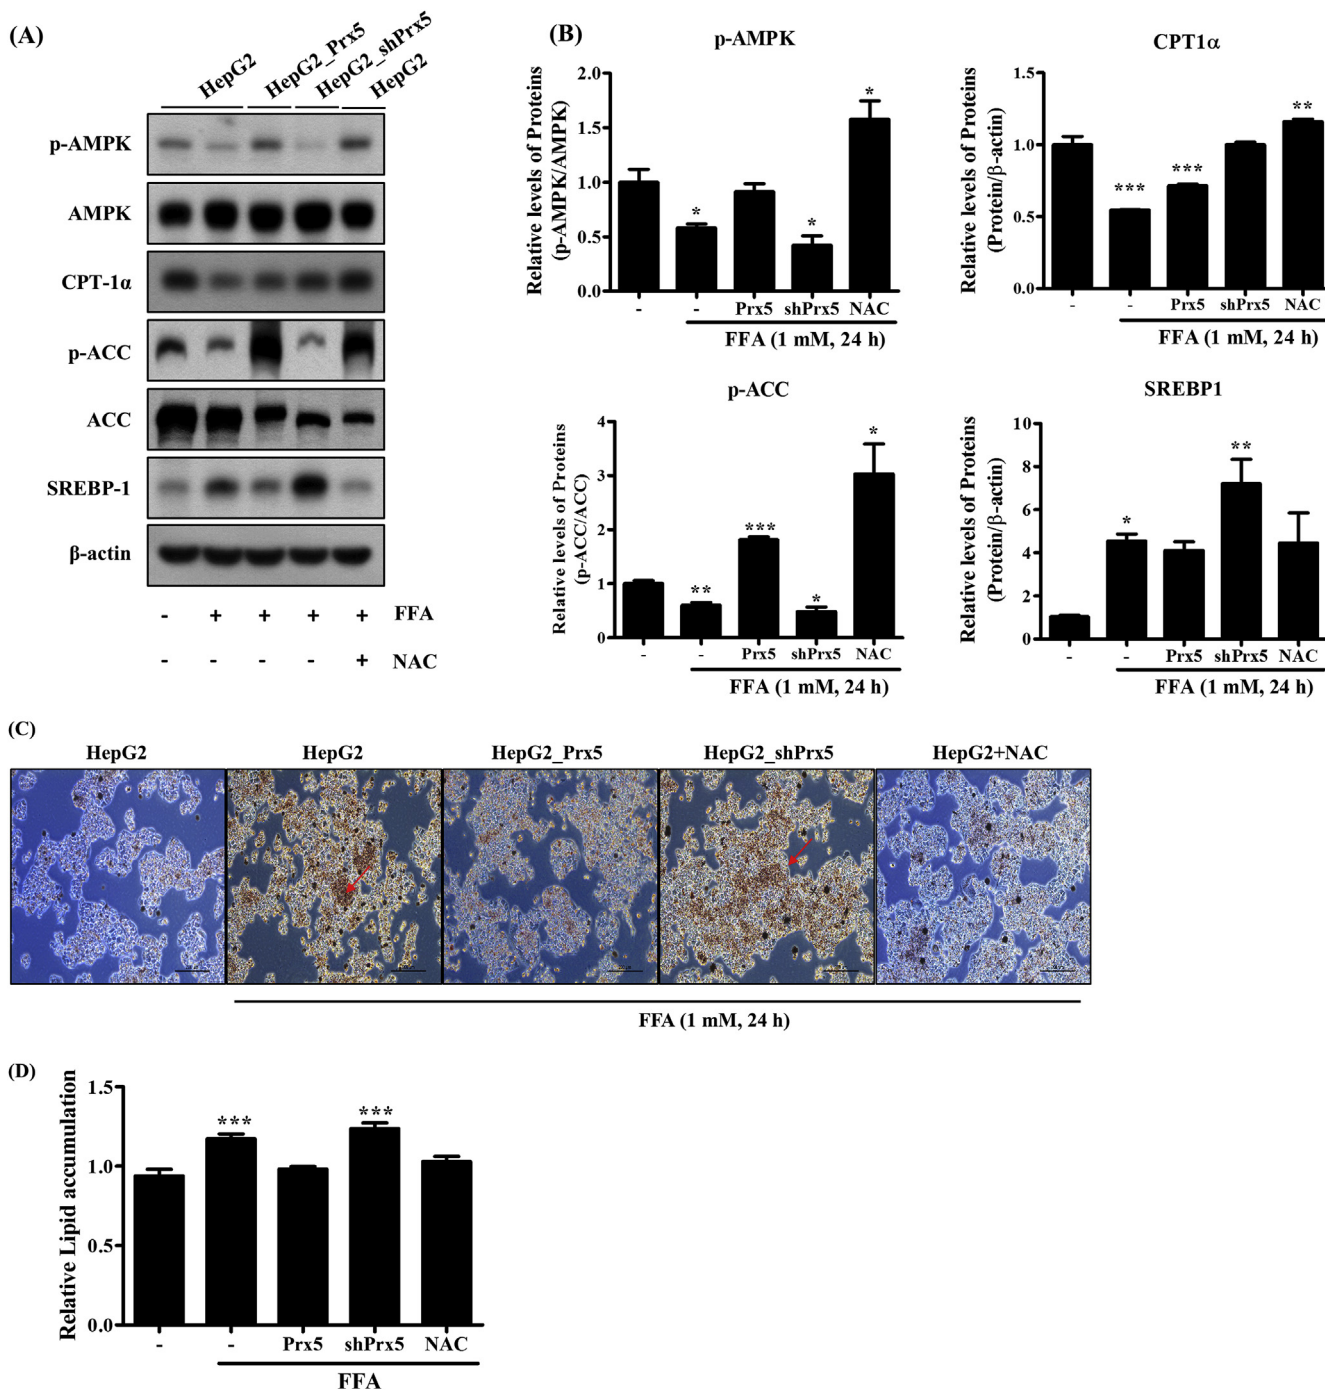 (A)
HepG2
HepG2_Prx5
HepG2_shPrx5
HepG2
p-AMPK
AMPK
CPT-1α
p-ACC
ACC
SREBP-1
β-actin
- + + + + FFA
- - - - + NAC
(B)
p-AMPK
Relative levels of Proteins
(p-AMPK/AMPK)
2.0
1.5
1.0
0.5
0.0
* * *
- - Prx5 shPrx5 NAC
FFA (1 mM, 24 h)
CPT1α
Relative levels of Proteins
(Protein/β-actin)
1.5
1.0
0.5
0.0
*** *** **
- - Prx5 shPrx5 NAC
FFA (1 mM, 24 h)
p-ACC
Relative levels of Proteins
(p-ACC/ACC)
4
3
2
1
0
** *** * *
- - Prx5 shPrx5 NAC
FFA (1 mM, 24 h)
SREBP1
Relative levels of Proteins
(Protein/β-actin)
10
8
6
4
2
0
* **
- - Prx5 shPrx5 NAC
FFA (1 mM, 24 h)
(C)
HepG2 HepG2 HepG2_Prx5 HepG2_shPrx5 HepG2+NAC
FFA (1 mM, 24 h)
(D)
Relative Lipid accumulation
1.5
1.0
0.5
0.0
*** ***
- - Prx5 shPrx5 NAC
FFA